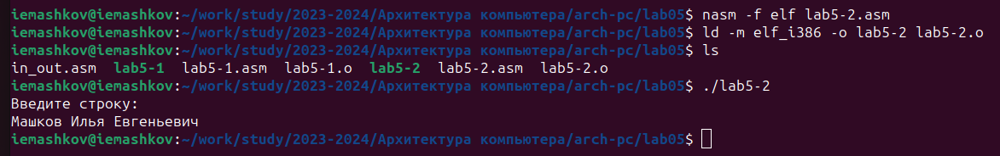 iemashkov@iemashkov:~/work/study/2023-2024/Архитектура компьютера/arch-pc/lab05$ nasm -f elf lab5-2.asm
iemashkov@iemashkov:~/work/study/2023-2024/Архитектура компьютера/arch-pc/lab05$ ld -m elf_i386 -o lab5-2 lab5-2.o
iemashkov@iemashkov:~/work/study/2023-2024/Архитектура компьютера/arch-pc/lab05$ ls
in_out.asm  lab5-1  lab5-1.asm  lab5-1.o  lab5-2  lab5-2.asm  lab5-2.o
iemashkov@iemashkov:~/work/study/2023-2024/Архитектура компьютера/arch-pc/lab05$ ./lab5-2
Введите строку:
Машков Илья Евгеньевич
iemashkov@iemashkov:~/work/study/2023-2024/Архитектура компьютера/arch-pc/lab05$